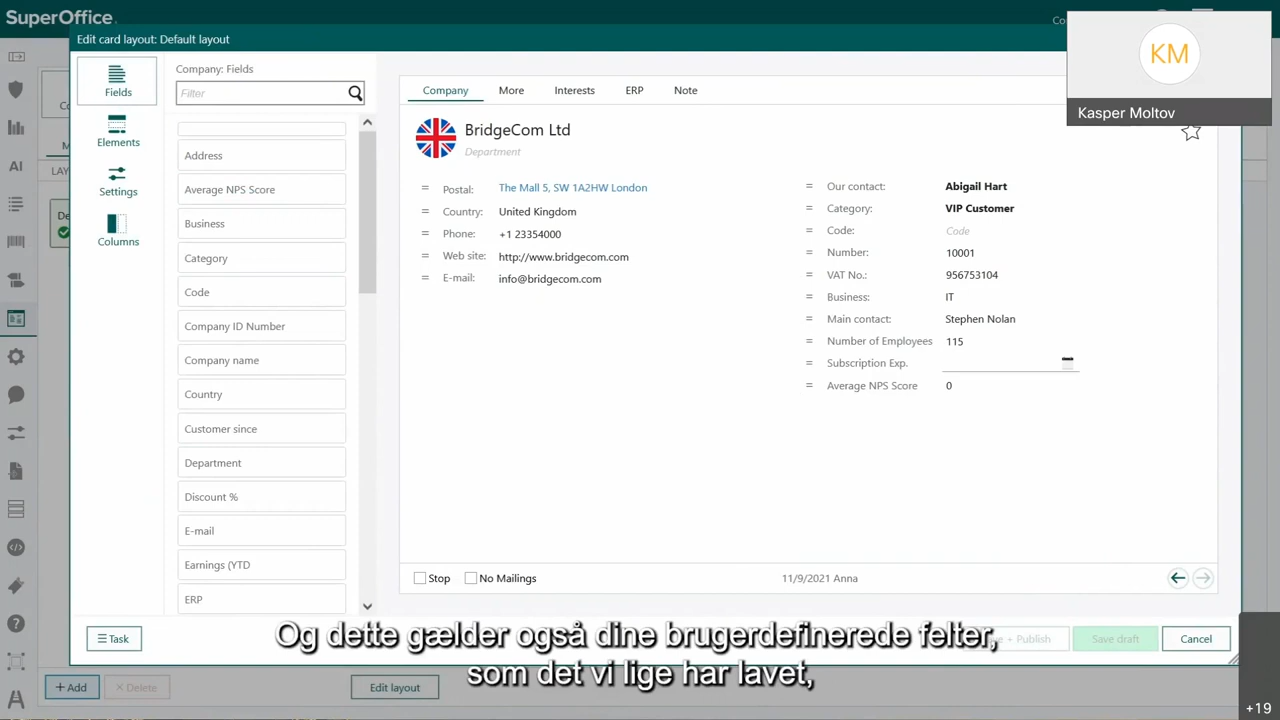 SuperOffice
Edit card layout: Default layout
KM
Kasper Moltov
Fields
Elements
Settings
Columns
Company: Fields
Filter
Address
Average NPS Score
Business
Category
Code
Company ID Number
Company name
Country
Customer since
Department
Discount %
E-mail
Earnings (YTD
ERP
Company
More
Interests
ERP
Note
BridgeCom Ltd
Department
Postal: The Mall 5, SW 1A2HW London
Country: United Kingdom
Phone: +1 23354000
Web site: http://www.bridgecom.com
E-mail: info@bridgecom.com
Our contact: Abigail Hart
Category: VIP Customer
Code: Code
Number: 10001
VAT No.: 956753104
Business: IT
Main contact: Stephen Nolan
Number of Employees 115
Subscription Exp.
Average NPS Score 0
Stop
No Mailings
11/9/2021 Anna
Task
+ Publish
Save draft
Cancel
Og dette gælder også dine brugerdefinerede felter,
som det vi lige har lavet,
+ Add
× Delete
Edit layout
+19
AI
LAY
De
Co